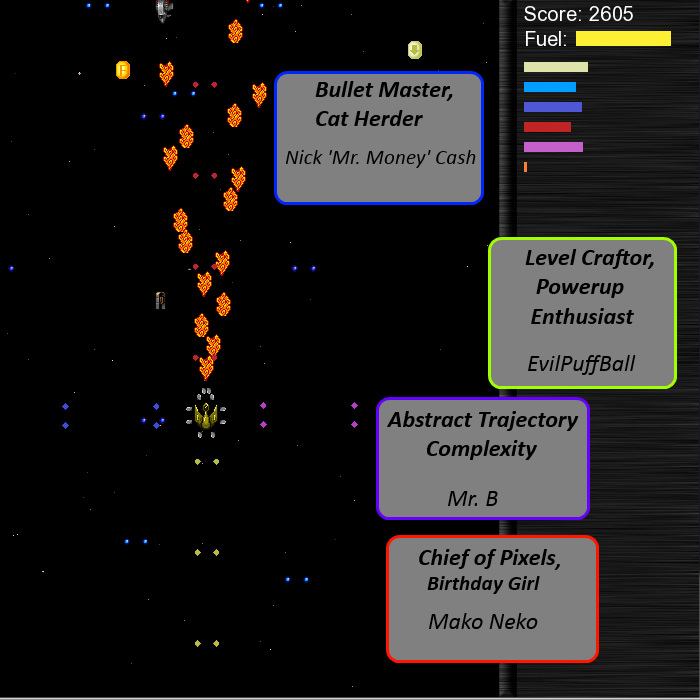 Score: 2605
Fuel:
F
Bullet Master,
Cat Herder
Nick 'Mr. Money' Cash
Level Craftor,
Powerup
Enthusiast
EvilPuffBall
Abstract Trajectory
Complexity
Mr. B
Chief of Pixels,
Birthday Girl
Mako Neko